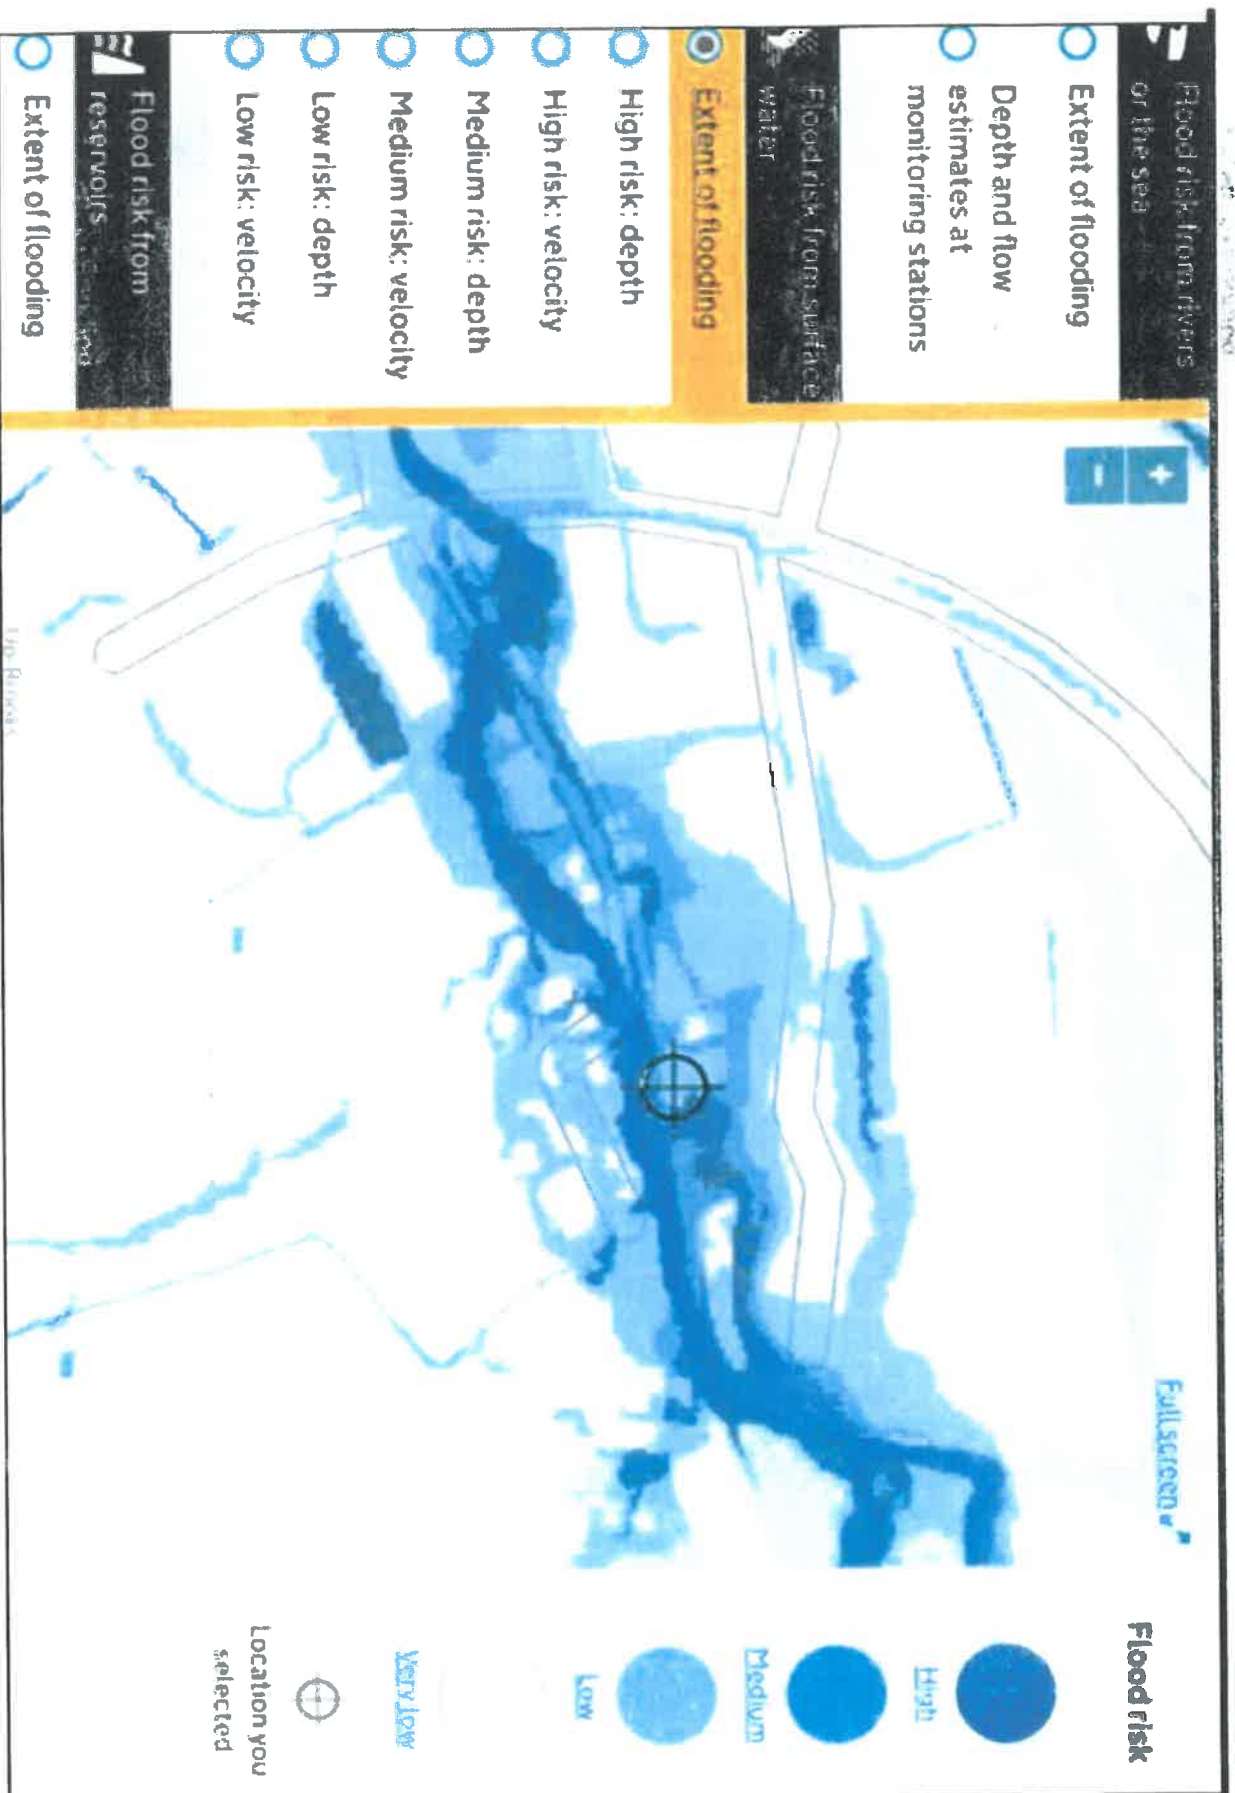 Flood risk from rivers
or the sea
Extent of flooding
Depth and flow
estimates at
monitoring stations
Flood risk from surface
water
Extent of flooding
High risk: depth
High risk: velocity
Medium risk: depth
Medium risk: velocity
Low risk: depth
Low risk: velocity
Flood risk from
reservoirs
Extent of flooding
+
−
Full screen
Flood risk
High
Medium
Low
Very low
Location you
selected